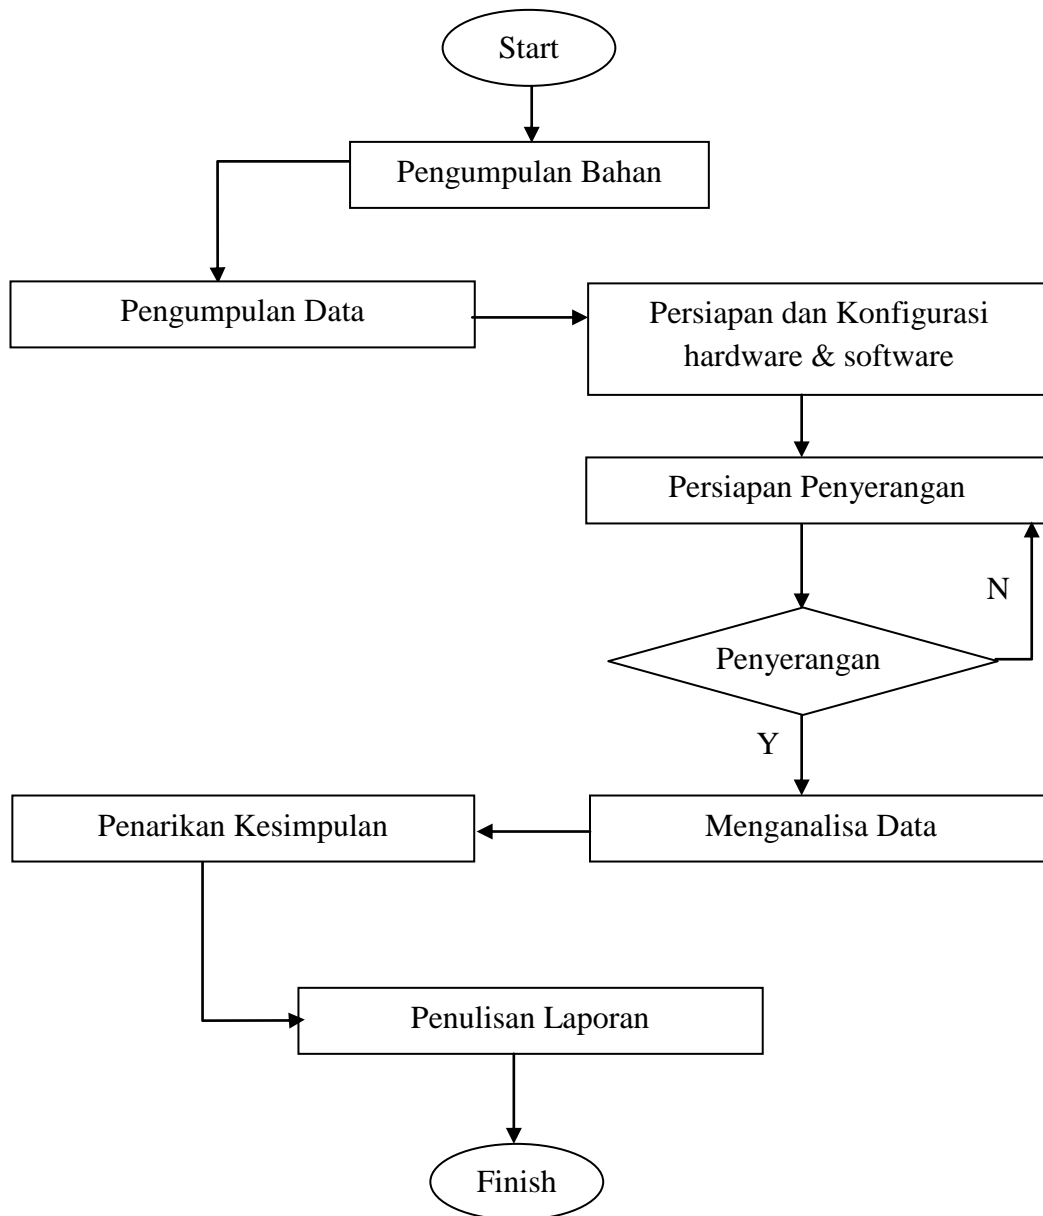 Start
Pengumpulan Bahan
Pengumpulan Data
Persiapan dan Konfigurasi
hardware & software
Persiapan Penyerangan
N
Penyerangan
Y
Menganalisa Data
Penarikan Kesimpulan
Penulisan Laporan
Finish